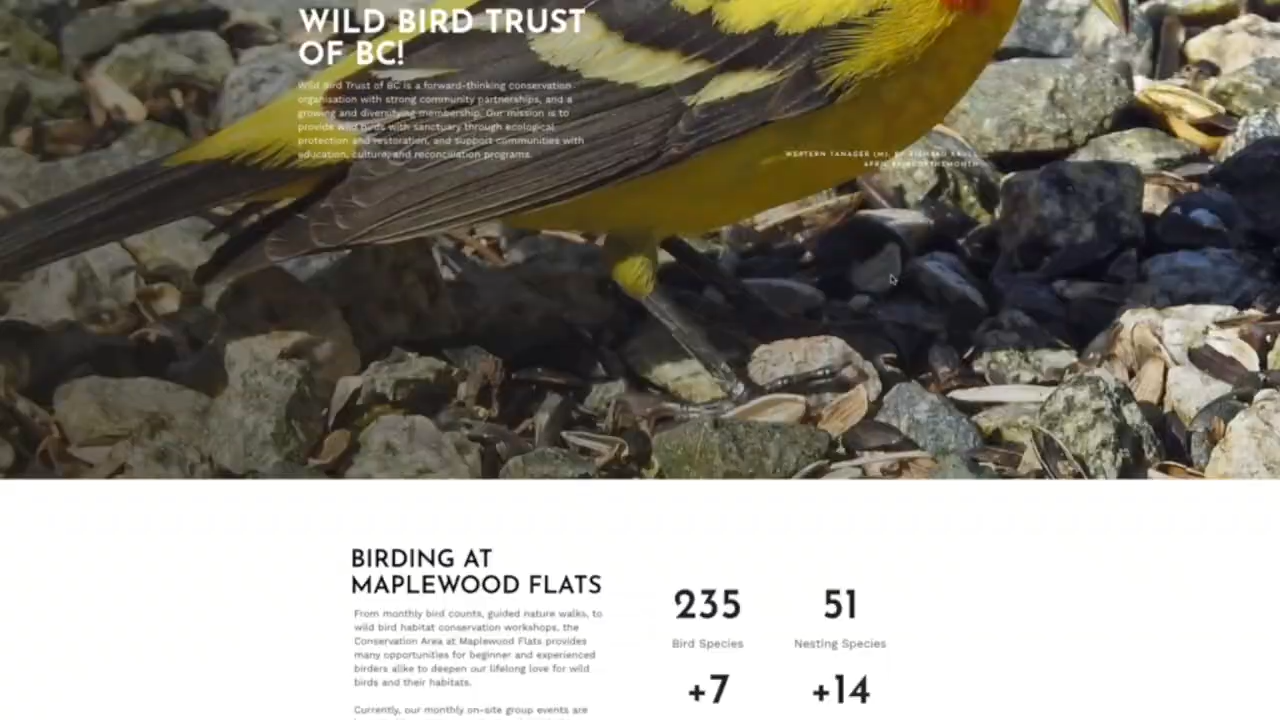 WILD BIRD TRUST
OF BC!
Wild Bird Trust of BC is a forward-thinking conservation
organisation with strong community partnerships, and a
growing and diversifying membership. Our mission is to
provide wild birds with sanctuary through ecological
protection and restoration, and support communities with
education, culture, and reconciliation programs.
WESTERN TANAGER (M), BY
BIRDING AT
MAPLEWOOD FLATS
From monthly bird counts, guided nature walks, to
wild bird habitat conservation workshops, the
Conservation Area at Maplewood Flats provides
many opportunities for beginner and experienced
birders alike to deepen our lifelong love for wild
birds and their habitats.
Currently, our monthly on-site group events are
235
Bird Species
51
Nesting Species
+7
+14